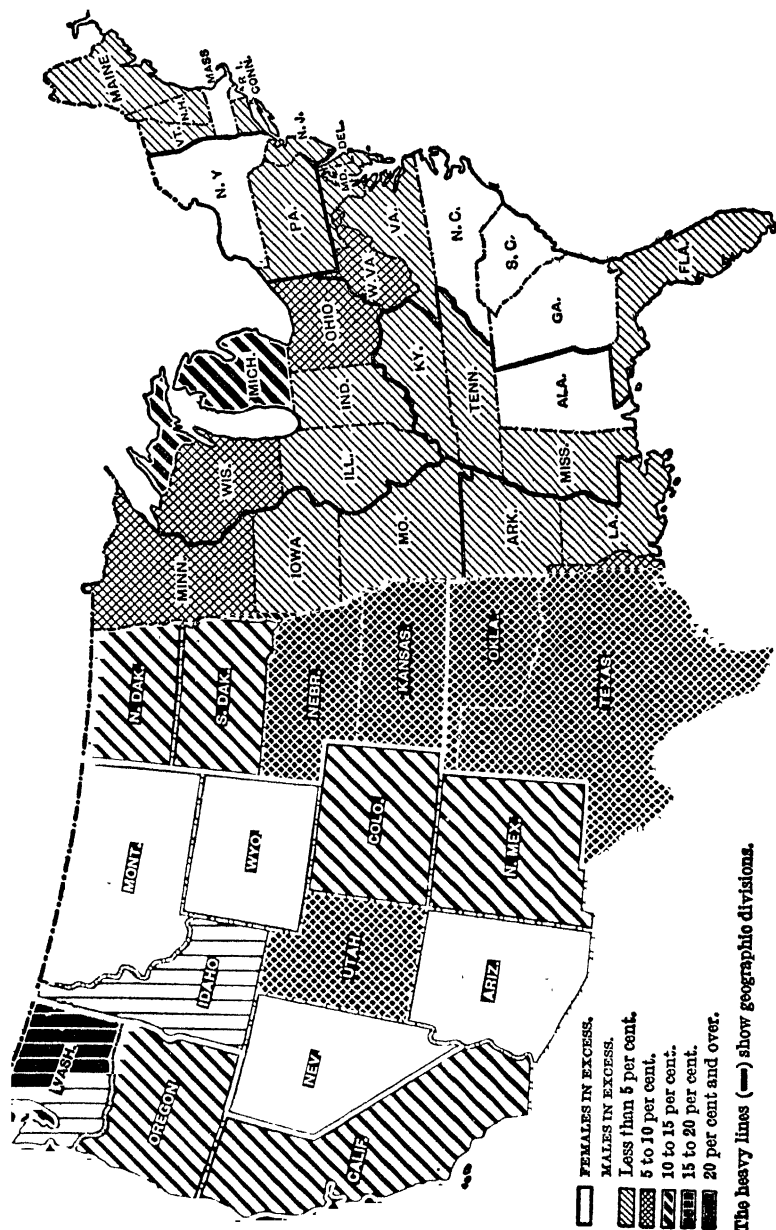 WASH.
OREGON
CALIF.
IDAHO
NEV.
UTAH
ARIZ.
MONT.
WYO.
COLO.
N. MEX.
N. DAK.
S. DAK.
NEBR.
KANSAS.
OKLA.
TEXAS.
MINN.
IOWA
MO.
ARK.
LA.
WIS.
ILL.
MISS.
MICH.
IND.
KY.
TENN.
ALA.
OHIO.
W. VA.
VA.
N. C.
S. C.
GA.
FLA.
MAINE
VT.
N.H.
MASS
R. I.
CONN.
N. Y
PA.
N. J.
DEL.
MD.
FEMALES IN EXCESS.
MALES IN EXCESS.
Less than 5 per cent.
5 to 10 per cent.
10 to 15 per cent.
15 to 20 per cent.
20 per cent and over.
The heavy lines (—) show geographic divisions.